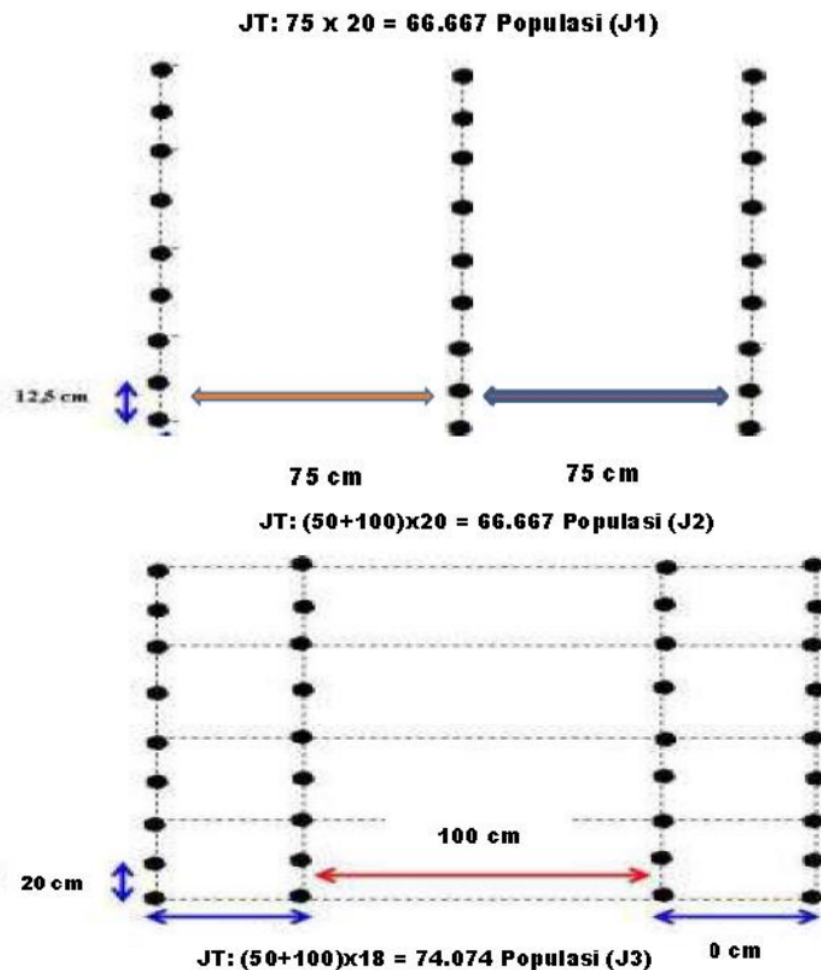 JT: 75 x 20 = 66.667 Populasi (J1)
12,5 cm
75 cm 75 cm
JT: (50+100)x20 = 66.667 Populasi (J2)
100 cm
20 cm
JT: (50+100)x18 = 74.074 Populasi (J3) 0 cm